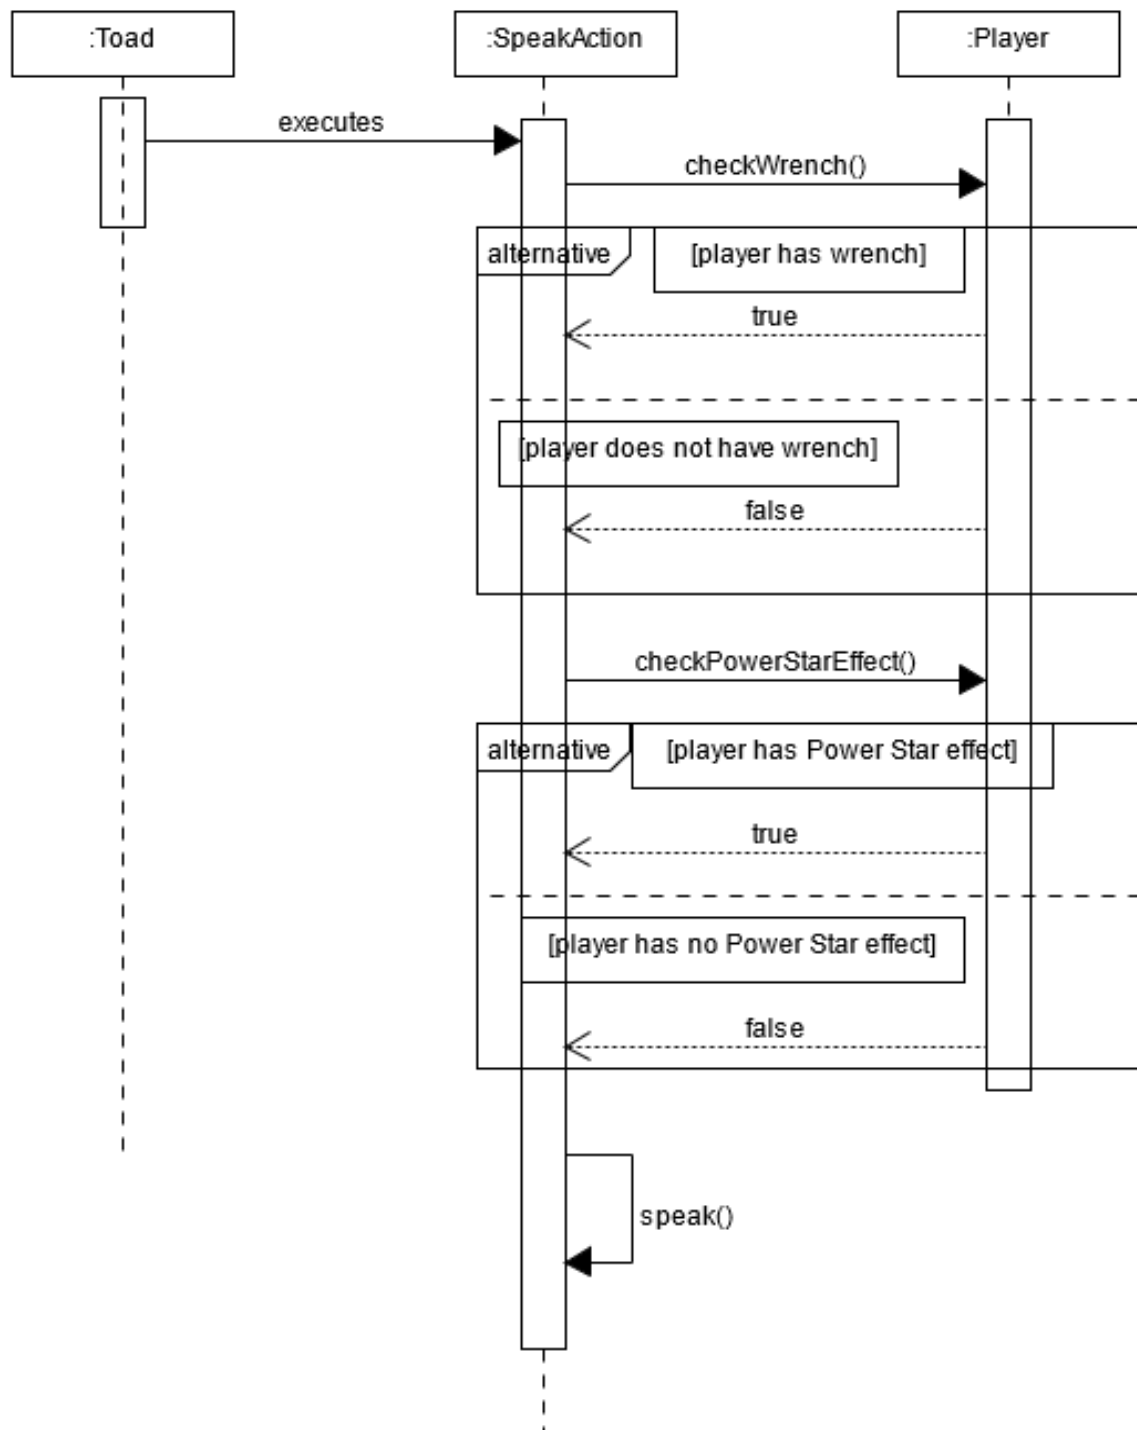 :Toad
:SpeakAction
:Player
executes
checkWrench()
alternative
[player has wrench]
true
[player does not have wrench]
false
checkPowerStarEffect()
alternative
[player has Power Star effect]
true
[player has no Power Star effect]
false
speak()